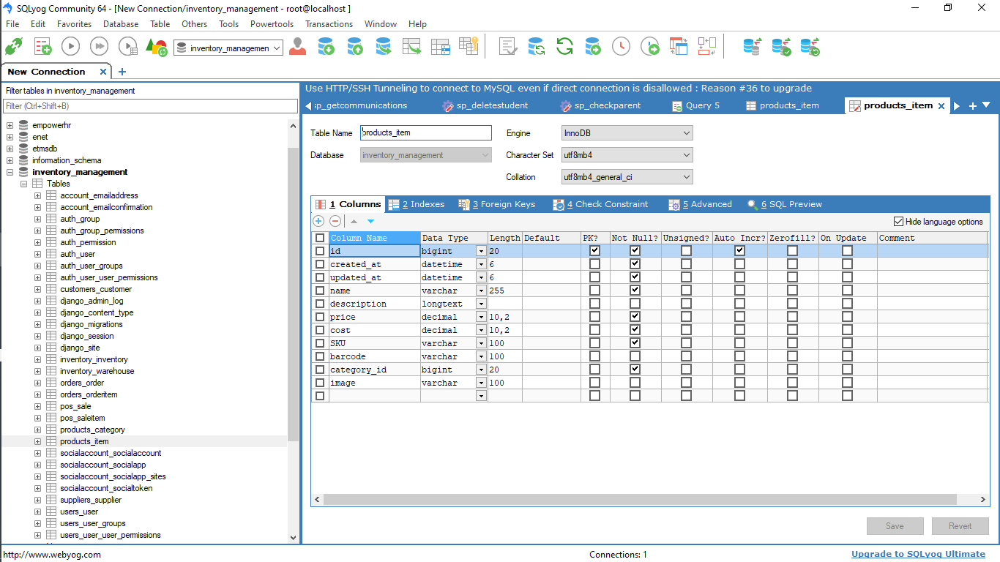 SQLyog Community 64 - [New Connection/inventory_management - root@localhost ]
File Edit Favorites Database Table Others Tools Powertools Transactions Window Help
inventory_managemen
New Connection
Filter tables in inventory_management
Filter (Ctrl+Shift+B)
empowerhr
enet
etmsdb
information_schema
inventory_management
Tables
account_emailaddress
account_emailconfirmation
auth_group
auth_group_permissions
auth_permission
auth_user
auth_user_groups
auth_user_user_permissions
customers_customer
django_admin_log
django_content_type
django_migrations
django_session
django_site
inventory_inventory
inventory_warehouse
orders_order
orders_orderitem
pos_sale
pos_saleitem
products_category
products_item
socialaccount_socialaccount
socialaccount_socialapp
socialaccount_socialapp_sites
socialaccount_socialtoken
suppliers_supplier
users_user
users_user_groups
users_user_user_permissions
Use HTTP/SSH Tunneling to connect to MySQL even if direct connection is disallowed : Reason #36 to upgrade
sp_getcommunications sp_deletestudent sp_checkparent Query 5 products_item products_item
Table Name products_item Engine InnoDB
Database inventory_management Character Set utf8mb4
Collation utf8mb4_general_ci
1 Columns 2 Indexes 3 Foreign Keys 4 Check Constraint 5 Advanced 6 SQL Preview
Hide language options
Column Name Data Type Length Default PK? Not Null? Unsigned? Auto Incr? Zerofill? On Update Comment
id bigint 20
created_at datetime 6
updated_at datetime 6
name varchar 255
description longtext
price decimal 10,2
cost decimal 10,2
SKU varchar 100
barcode varchar 100
category_id bigint 20
image varchar 100
Save Revert
http://www.webyog.com Connections: 1 Upgrade to SQLyog Ultimate